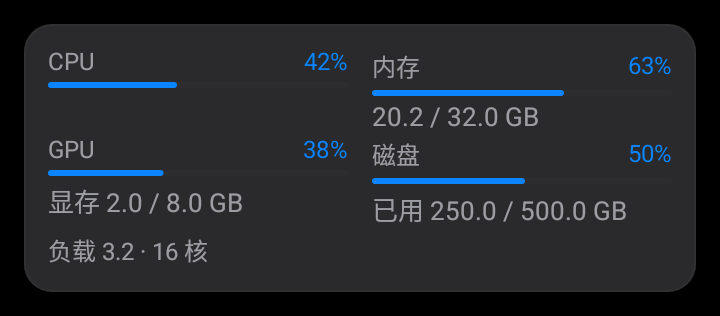 CPU 42%
内存 63%
20.2 / 32.0 GB
GPU 38%
磁盘 50%
显存 2.0 / 8.0 GB
已用 250.0 / 500.0 GB
负载 3.2 · 16 核